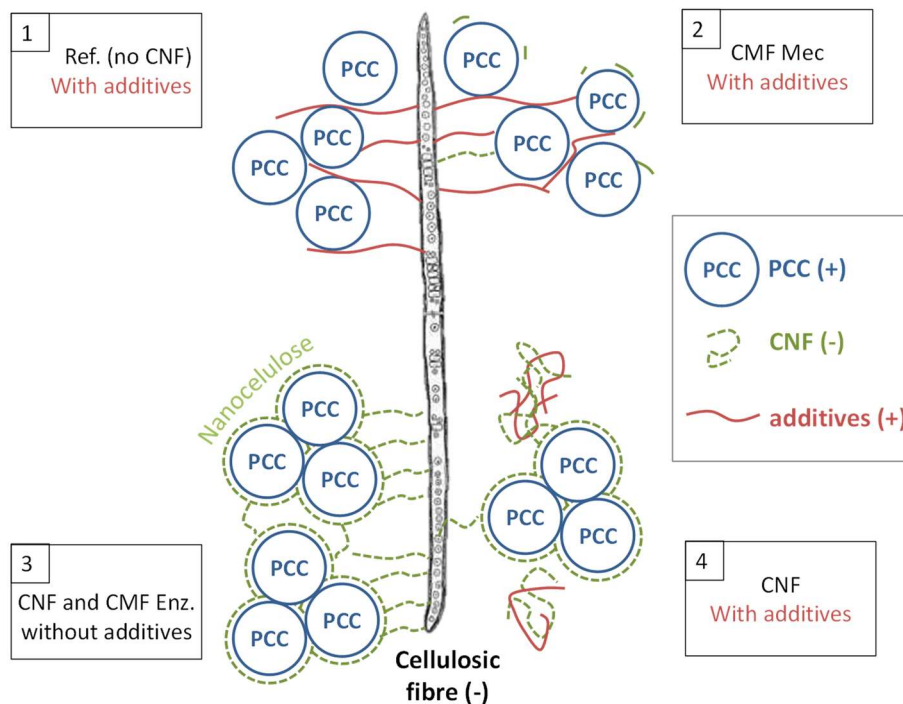 1
Ref. (no CNF)
With additives
2
CMF Mec
With additives
PCC
PCC
PCC
PCC
PCC
PCC
PCC
PCC
PCC
PCC (+)
CNF (-)
additives (+)
Nanocelulose
PCC
PCC
PCC
PCC
PCC
PCC
PCC
PCC
PCC
3
CNF and CMF Enz.
without additives
4
CNF
With additives
Cellulosic
fibre (-)